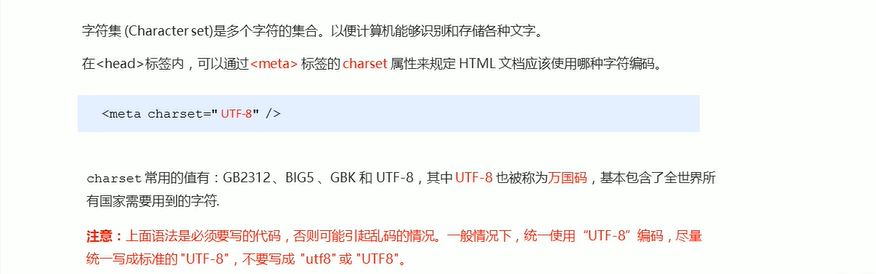 字符集 (Character set)是多个字符的集合。以便计算机能够识别和存储各种文字。
在<head>标签内，可以通过<meta> 标签的 charset 属性来规定 HTML 文档应该使用哪种字符编码。
<meta charset=" UTF-8" />
charset 常用的值有：GB2312 、BIG5 、GBK 和 UTF-8，其中 UTF-8 也被称为万国码，基本包含了全世界所
有国家需要用到的字符.
注意：上面语法是必须要写的代码，否则可能引起乱码的情况。一般情况下，统一使用“UTF-8”编码，尽量
统一写成标准的 "UTF-8"，不要写成 "utf8" 或 "UTF8"。